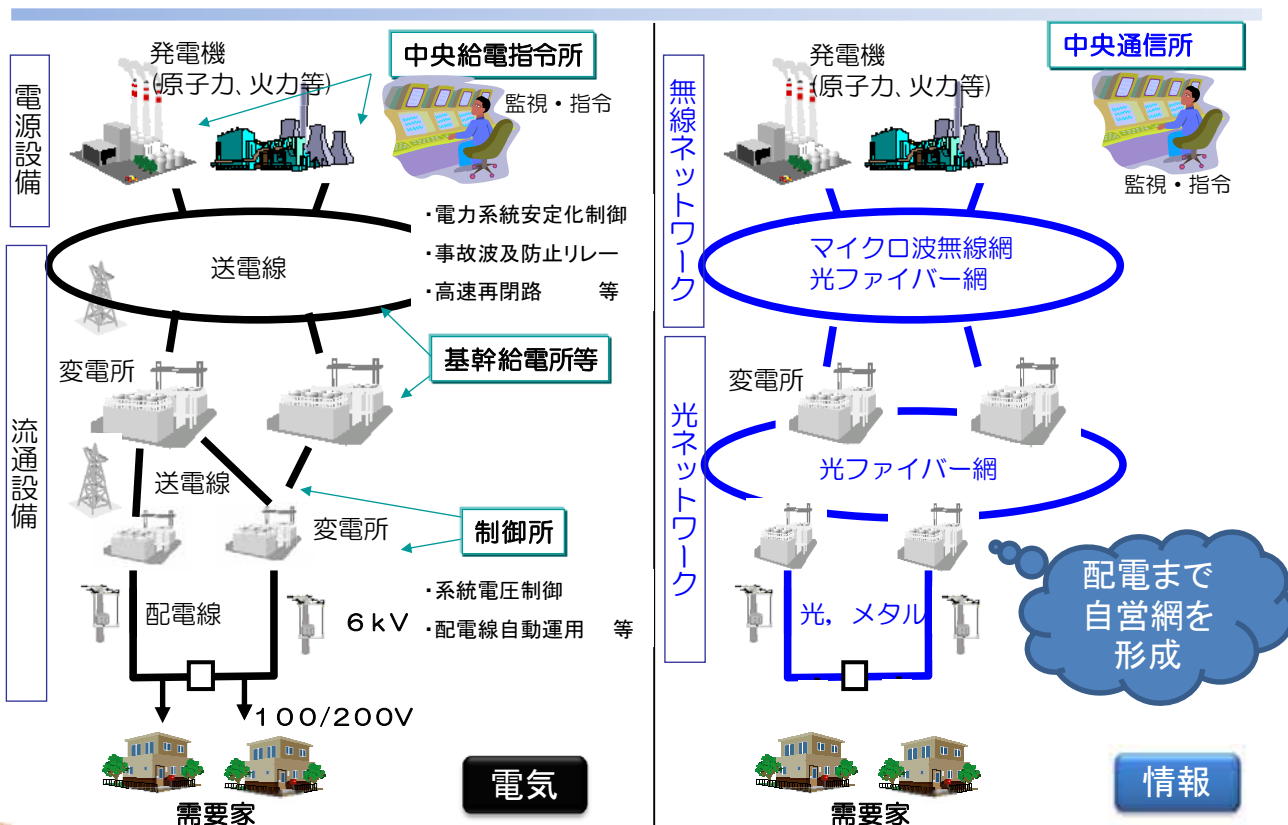 電源設備
発電機
(原子力、火力等)
中央給電指令所
監視・指令
送電線
・電力系統安定化制御
・事故波及防止リレー
・高速再閉路 等
流通設備
変電所
基幹給電所等
送電線
変電所
制御所
配電線
6kV
・系統電圧制御
・配電線自動運用 等
100/200V
需要家
電気
無線ネットワーク
発電機
(原子力、火力等)
中央通信所
監視・指令
マイクロ波無線網
光ファイバー網
光ネットワーク
変電所
光ファイバー網
光，メタル
配電まで
自営網を
形成
需要家
情報